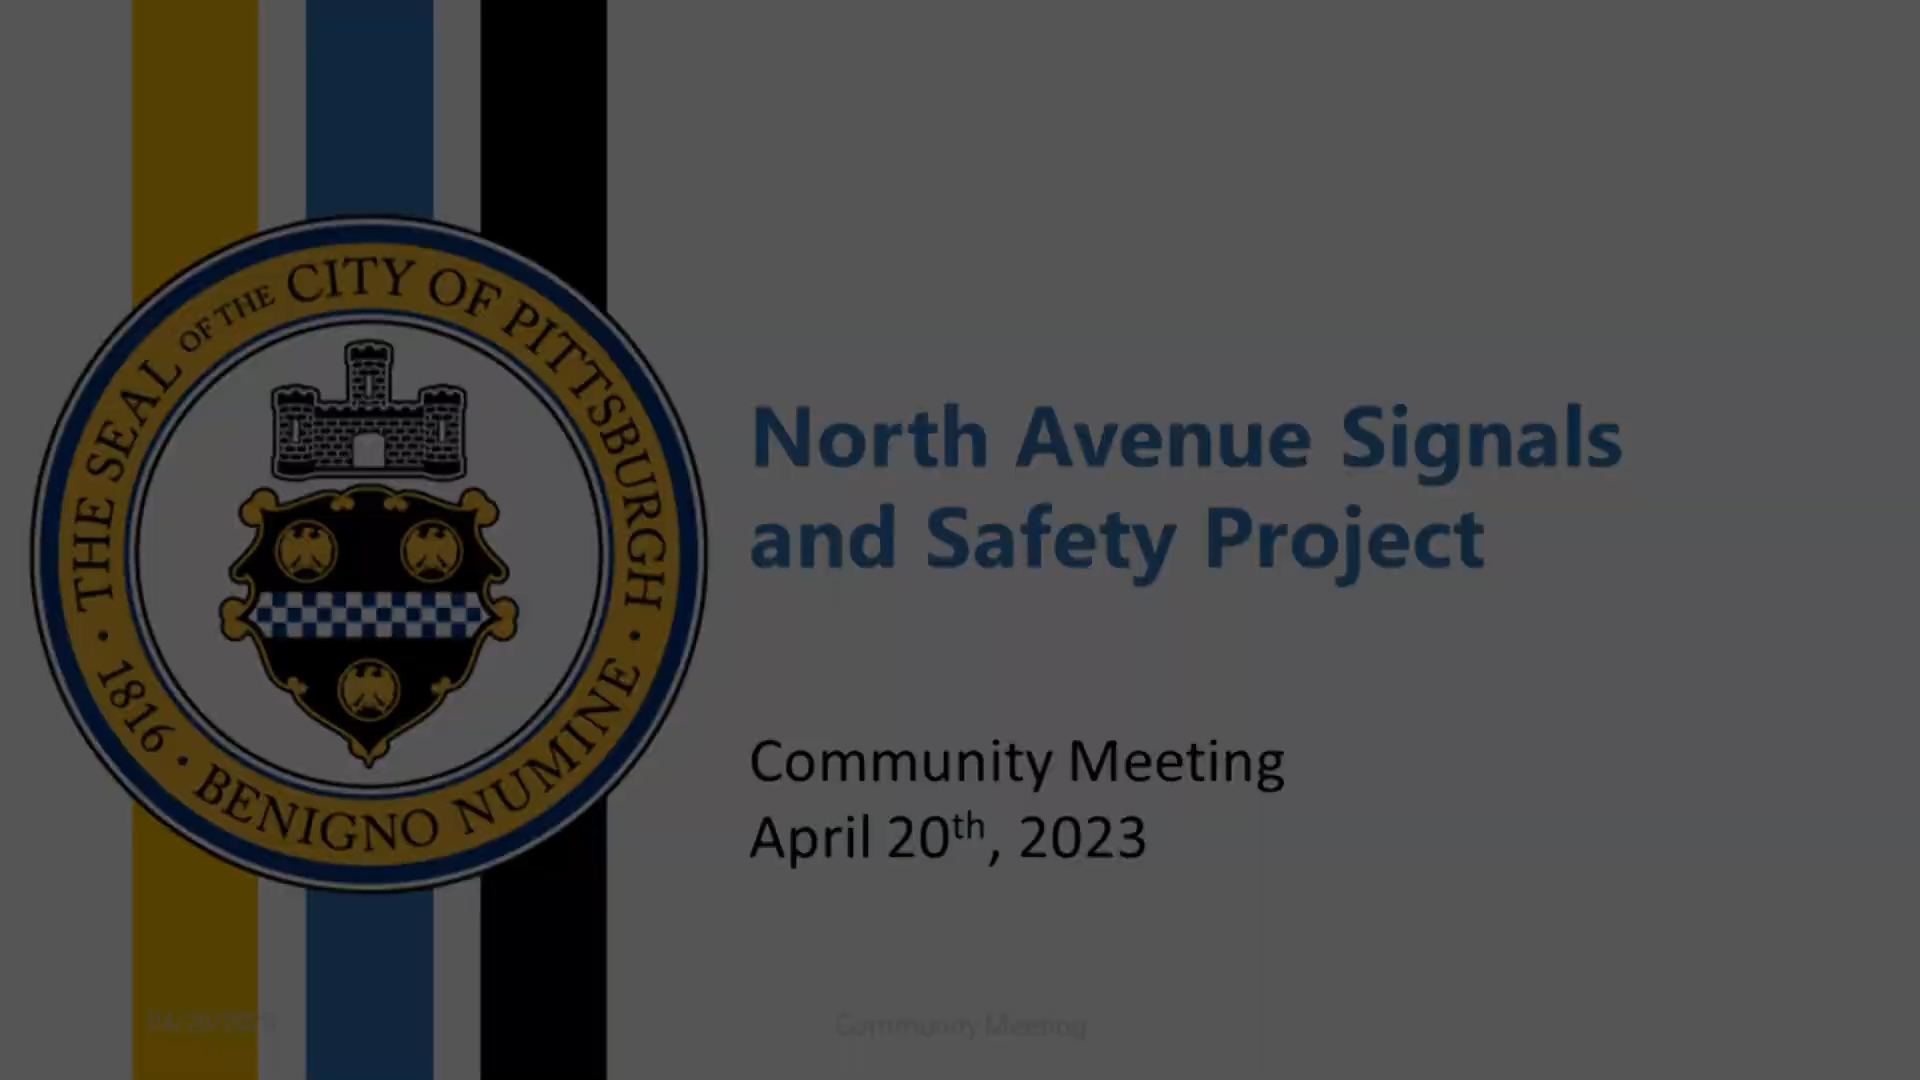 THE SEAL OF THE CITY OF PITTSBURGH
· 1816 · BENIGNO NUMINE ·
North Avenue Signals
and Safety Project
Community Meeting
April 20th, 2023
Community Meeting